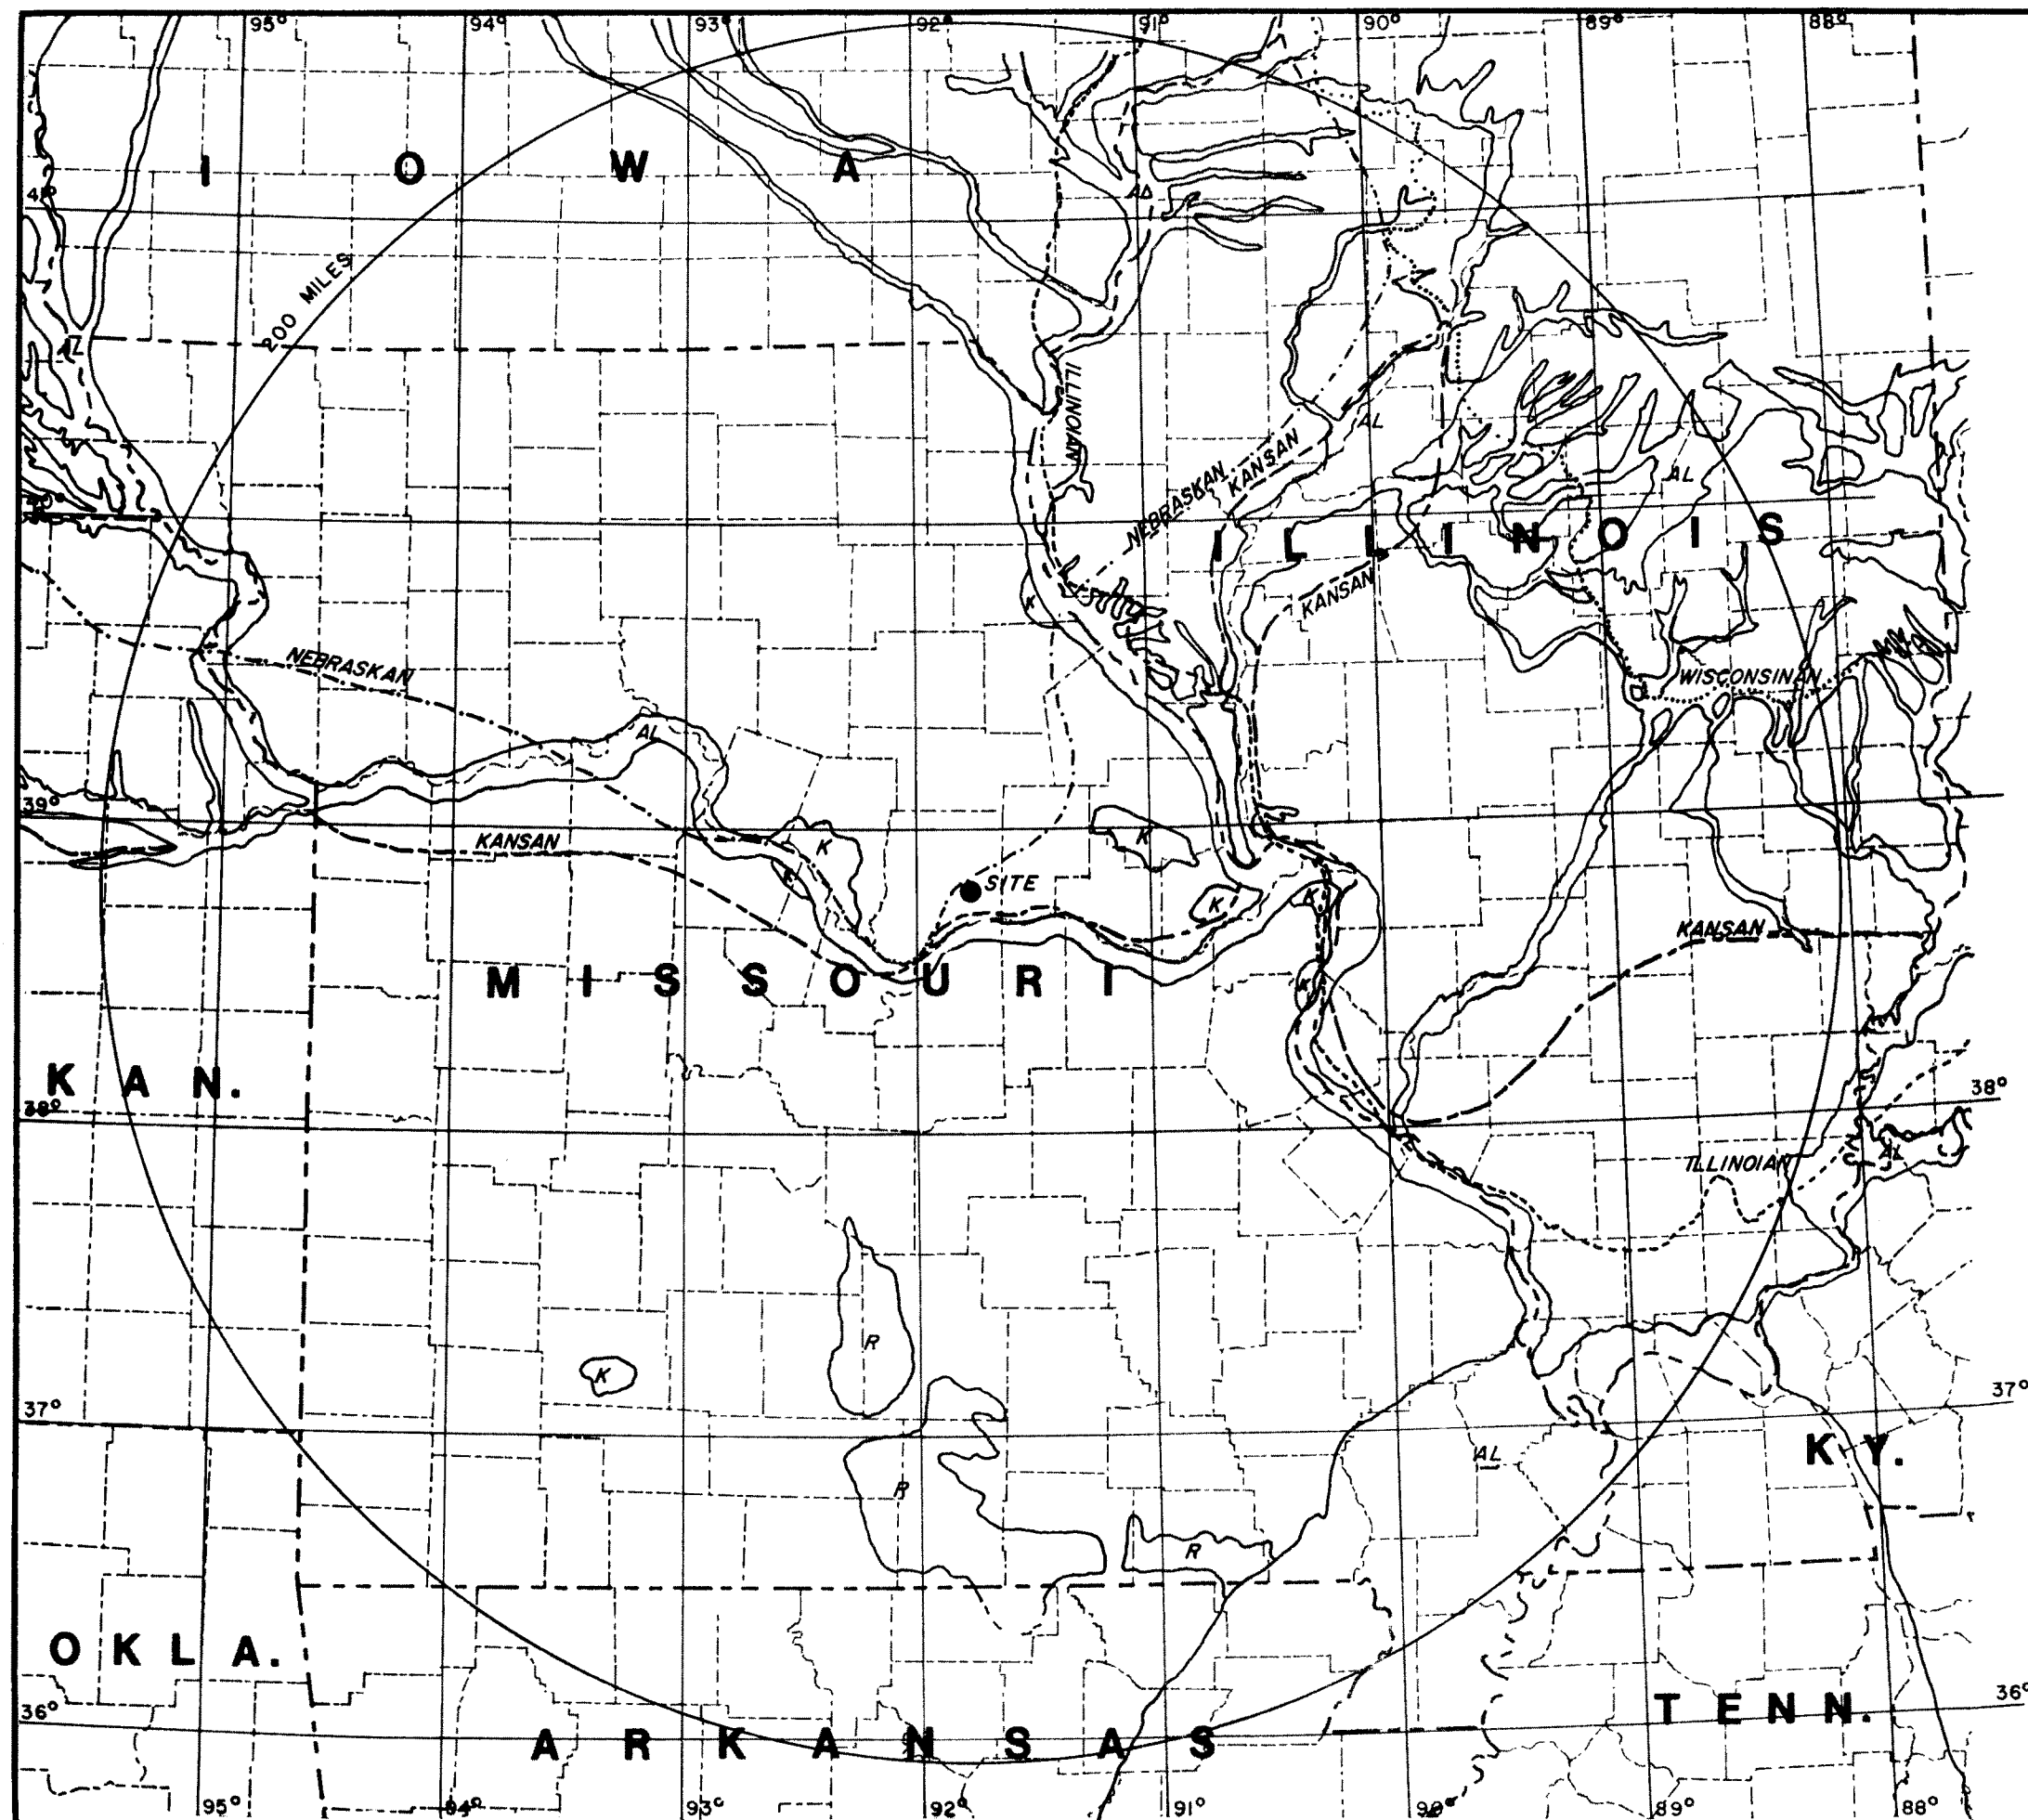 95° 94° 93° 92° 91° 90° 89° 88°
I O W A
AL
41°
200 MILES
ILLINOIAN
AL
NEBRASKAN
KANSAN
AL
40°
I L L I N O I S
KANSAN
K
NEBRASKAN
WISCONSINAN
AL
39°
KANSAN
K
K
K
SITE
K
K
KANSAN
M I S S O U R I
K
K A N.
38°
38°
ILLINOIAN
AL
R
K
37°
37°
K Y.
AL
R
R
O K L A.
36°
36°
T E N N.
A R K A N S A S
95° 94° 93° 92° 91° 90° 89° 88°